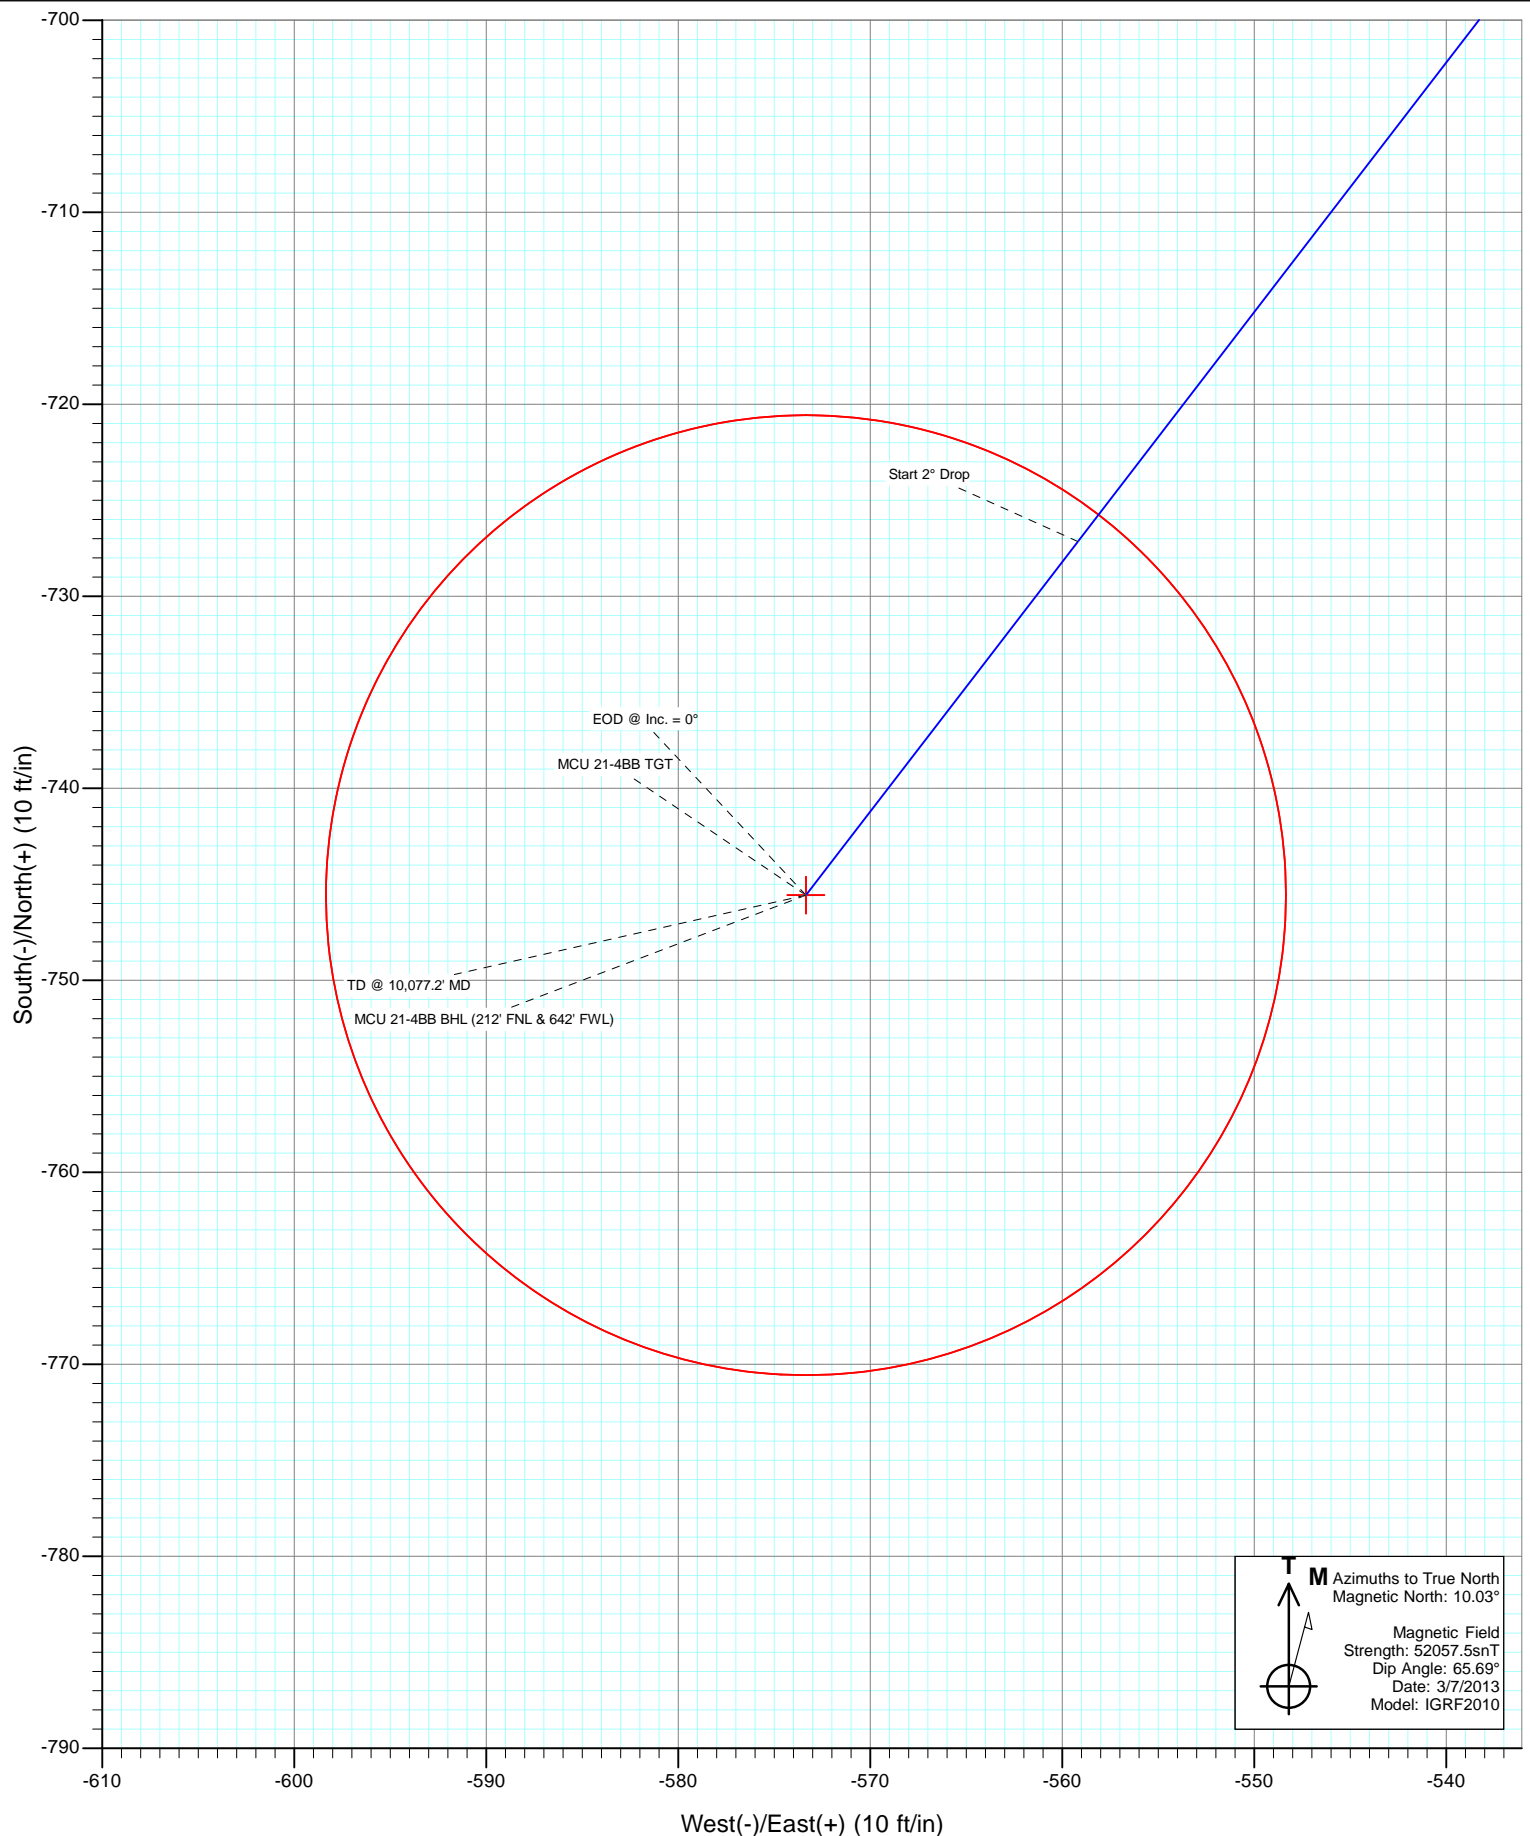 -700
-710
-720
-730
-740
-750
-760
-770
-780
-790
South(-)/North(+) (10 ft/in)
Start 2° Drop
EOD @ Inc. = 0°
MCU 21-4BB TGT
TD @ 10,077.2' MD
MCU 21-4BB BHL (212' FNL & 642' FWL)
T
M
Azimuths to True North
Magnetic North: 10.03°
Magnetic Field
Strength: 52057.5snT
Dip Angle: 65.69°
Date: 3/7/2013
Model: IGRF2010
-610 -600 -590 -580 -570 -560 -550 -540
West(-)/East(+) (10 ft/in)